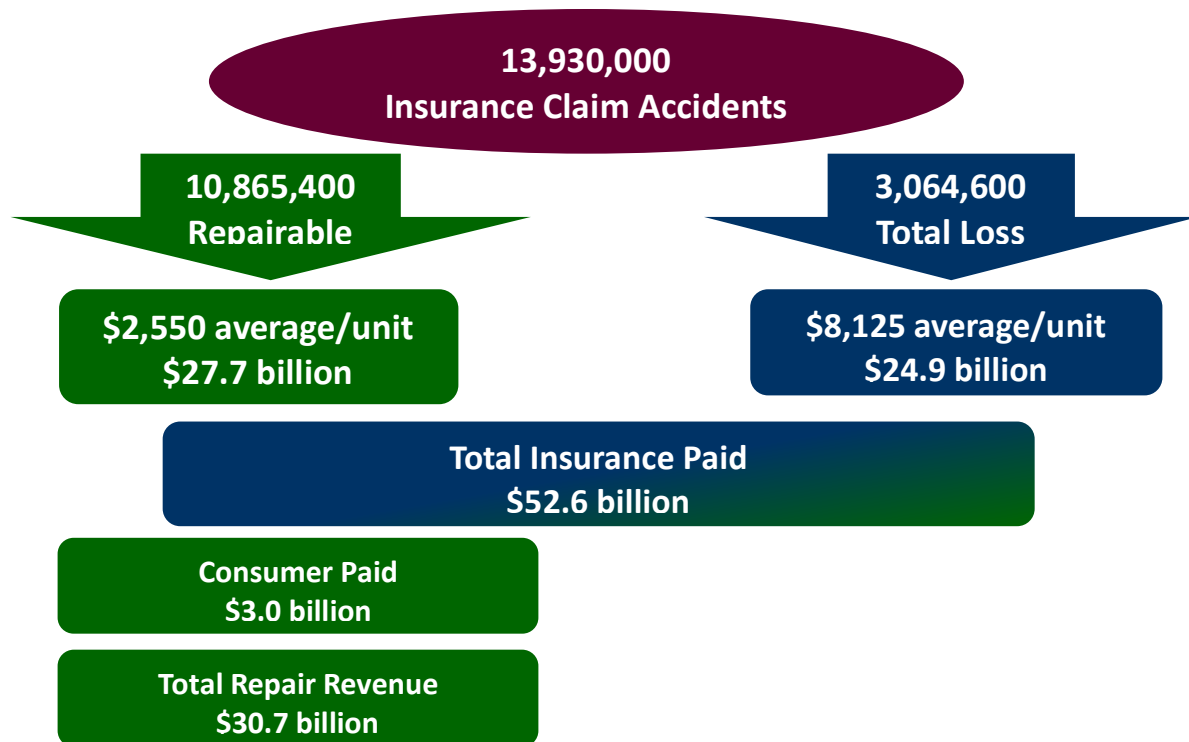 13,930,000
Insurance Claim Accidents
10,865,400
Repairable
3,064,600
Total Loss
$2,550 average/unit
$27.7 billion
$8,125 average/unit
$24.9 billion
Total Insurance Paid
$52.6 billion
Consumer Paid
$3.0 billion
Total Repair Revenue
$30.7 billion